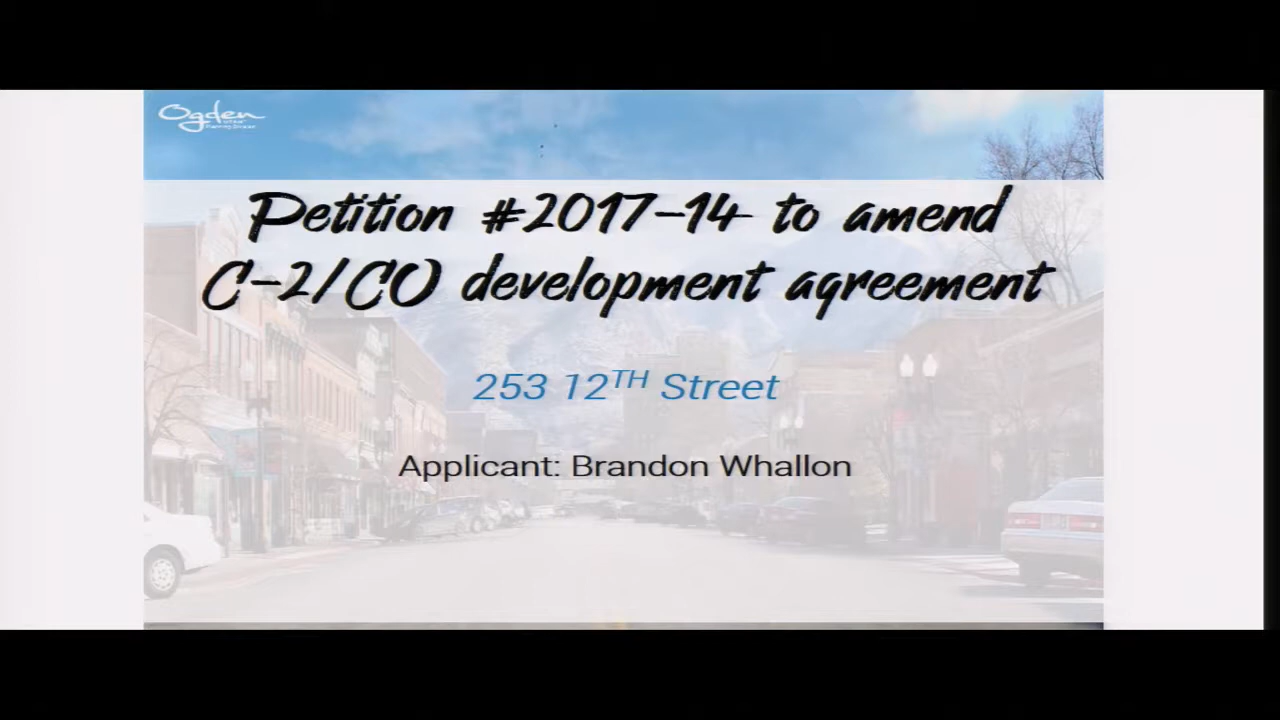 Ogden
Petition #2017-14 to amend
C-2/CO development agreement
253 12TH Street
Applicant: Brandon Whallon